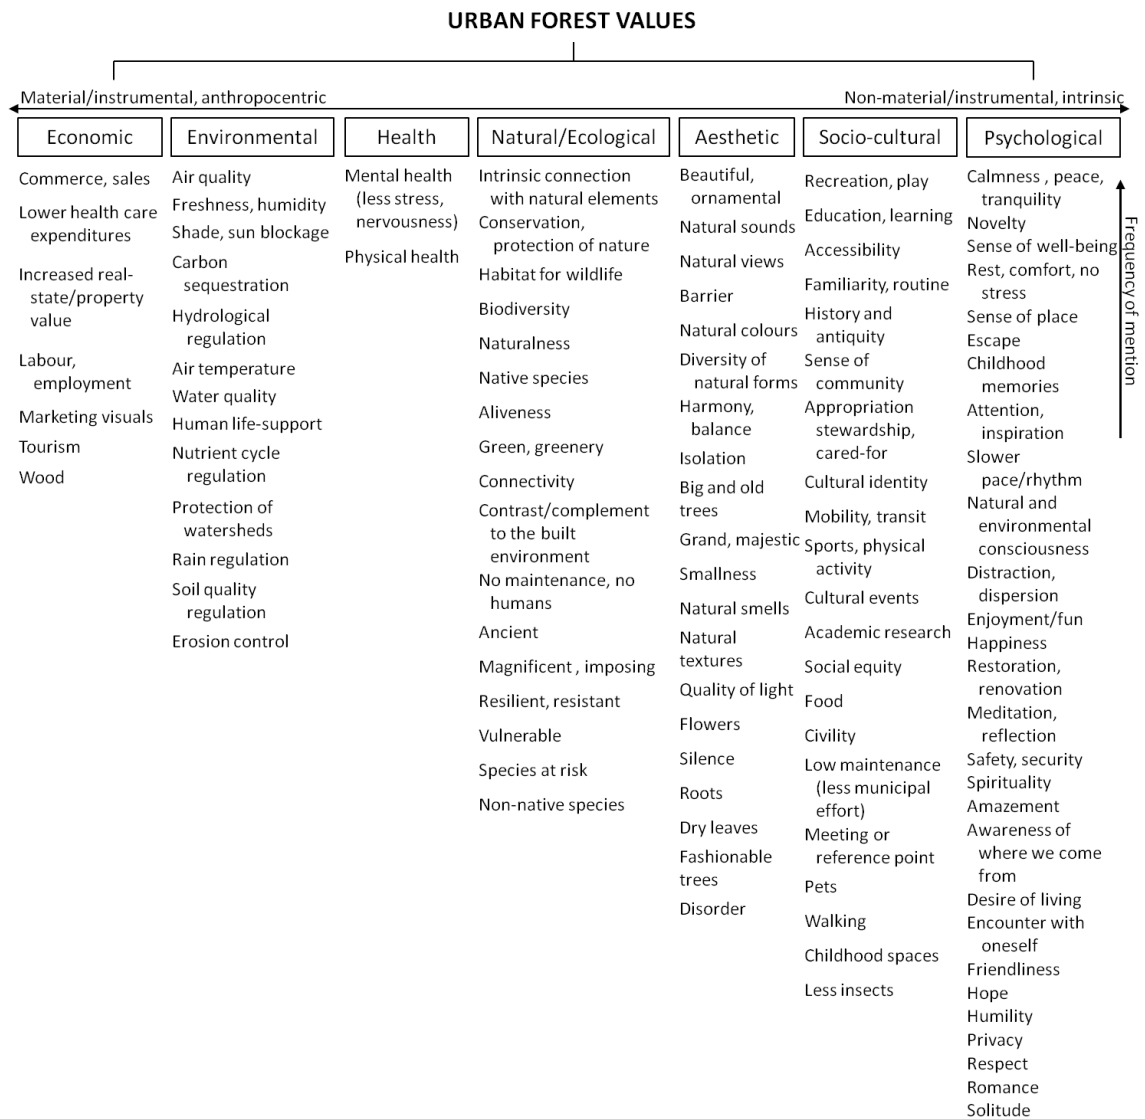 URBAN FOREST VALUES
Material/instrumental, anthropocentric
Non-material/instrumental, intrinsic
Economic
Commerce, sales
Lower health care
expenditures
Increased real-
state/property
value
Labour,
employment
Marketing visuals
Tourism
Wood
Environmental
Air quality
Freshness, humidity
Shade, sun blockage
Carbon
sequestration
Hydrological
regulation
Air temperature
Water quality
Human life-support
Nutrient cycle
regulation
Protection of
watersheds
Rain regulation
Soil quality
regulation
Erosion control
Health
Mental health
(less stress,
nervousness)
Physical health
Natural/Ecological
Intrinsic connection
with natural elements
Conservation,
protection of nature
Habitat for wildlife
Biodiversity
Naturalness
Native species
Aliveness
Green, greenery
Connectivity
Contrast/complement
to the built
environment
No maintenance, no
humans
Ancient
Magnificent , imposing
Resilient, resistant
Vulnerable
Species at risk
Non-native species
Aesthetic
Beautiful,
ornamental
Natural sounds
Natural views
Barrier
Natural colours
Diversity of
natural forms
Harmony,
balance
Isolation
Big and old
trees
Grand, majestic
Smallness
Natural smells
Natural
textures
Quality of light
Flowers
Silence
Roots
Dry leaves
Fashionable
trees
Disorder
Socio-cultural
Recreation, play
Education, learning
Accessibility
Familiarity, routine
History and
antiquity
Sense of
community
Appropriation
stewardship,
cared-for
Cultural identity
Mobility, transit
Sports, physical
activity
Cultural events
Academic research
Social equity
Food
Civility
Low maintenance
(less municipal
effort)
Meeting or
reference point
Pets
Walking
Childhood spaces
Less insects
Psychological
Calmness , peace,
tranquility
Novelty
Sense of well-being
Rest, comfort, no
stress
Sense of place
Escape
Childhood
memories
Attention,
inspiration
Slower
pace/rhythm
Natural and
environmental
consciousness
Distraction,
dispersion
Enjoyment/fun
Happiness
Restoration,
renovation
Meditation,
reflection
Safety, security
Spirituality
Amazement
Awareness of
where we come
from
Desire of living
Encounter with
oneself
Friendliness
Hope
Humility
Privacy
Respect
Romance
Solitude
Frequency of mention